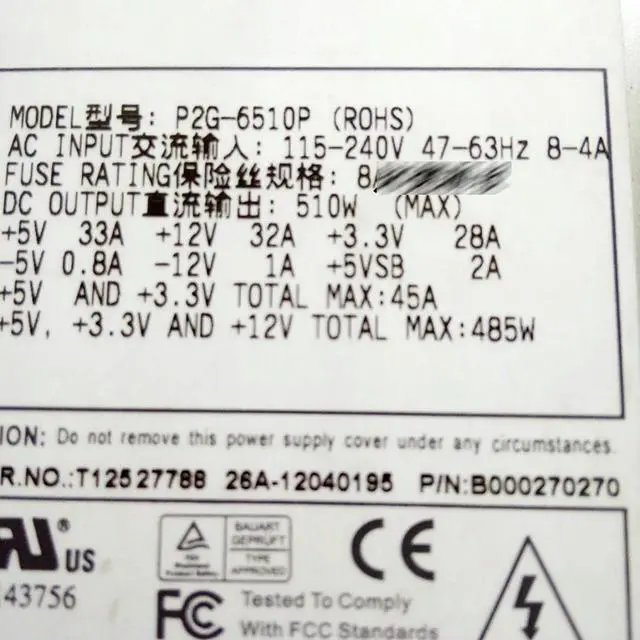 MODEL型号: P2G-6510P (ROHS)
AC INPUT交流输入: 115-240V 47-63Hz 8-4A
FUSE RATING保险丝规格: 8
DC OUTPUT直流输出: 510W (MAX)
+5V 33A +12V 32A +3.3V 28A
-5V 0.8A -12V 1A +5VSB 2A
+5V AND +3.3V TOTAL MAX:45A
+5V, +3.3V AND +12V TOTAL MAX:485W
ION: Do not remove this power supply cover under any circumstances.
R.NO.:T12527788 26A-12040195 P/N:B000270270
US
BAUART
GEPRÜFT
TYPE
APPROVED
CE
43756
FC Tested To Comply
With FCC Standards